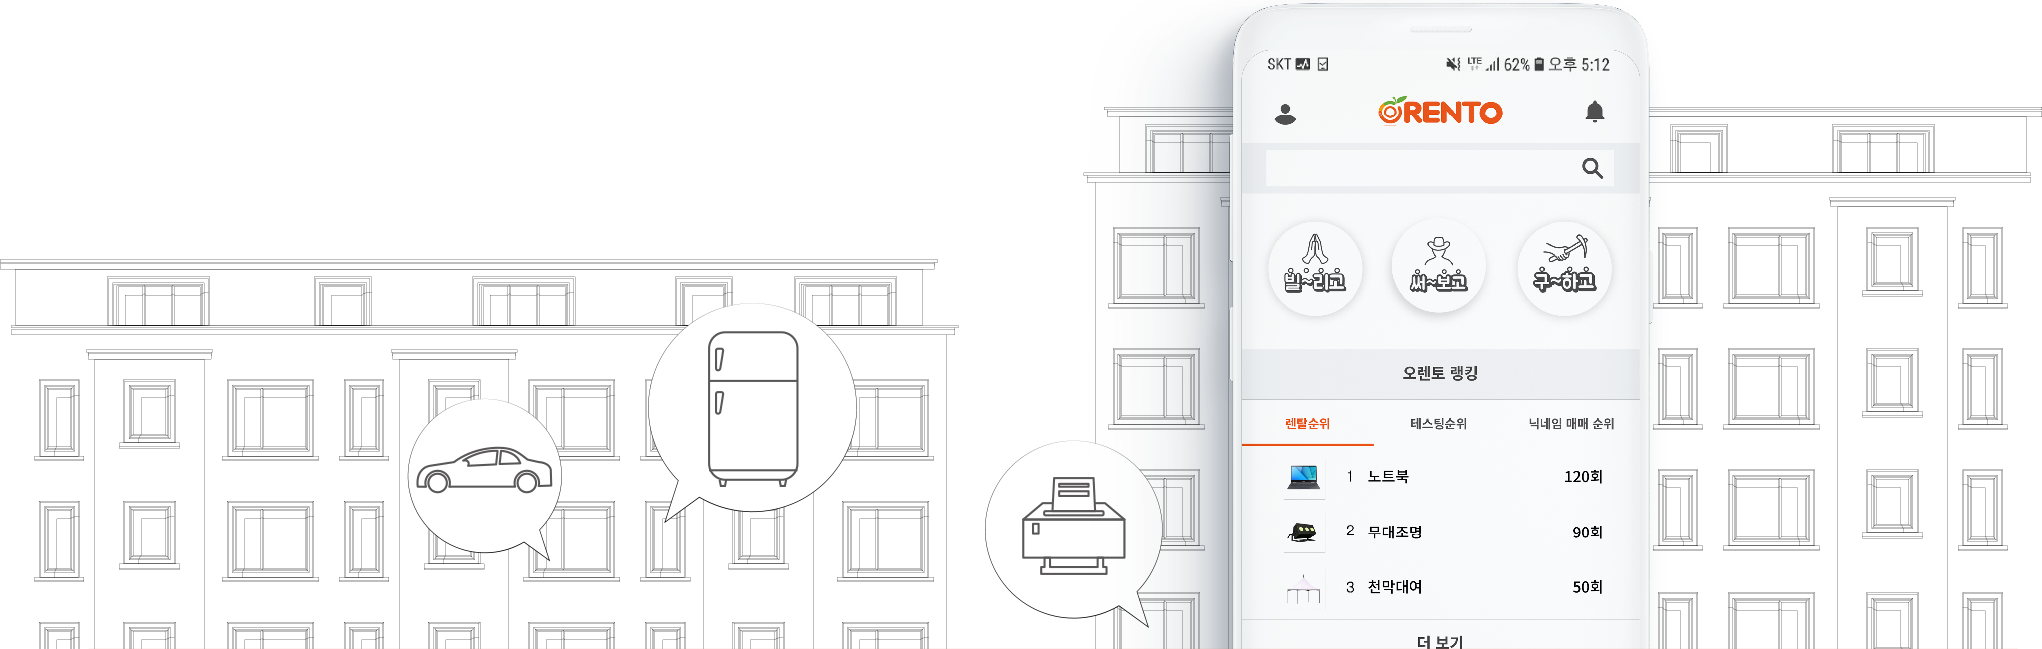 SKT LTE 62% 오후 5:12
ORENTO
빌~리고 써~보고 구~하고
오렌토 랭킹
렌탈순위 테스팅순위 닉네임 매매 순위
1 노트북 120회
2 무대조명 90회
3 천막대여 50회
더 보기